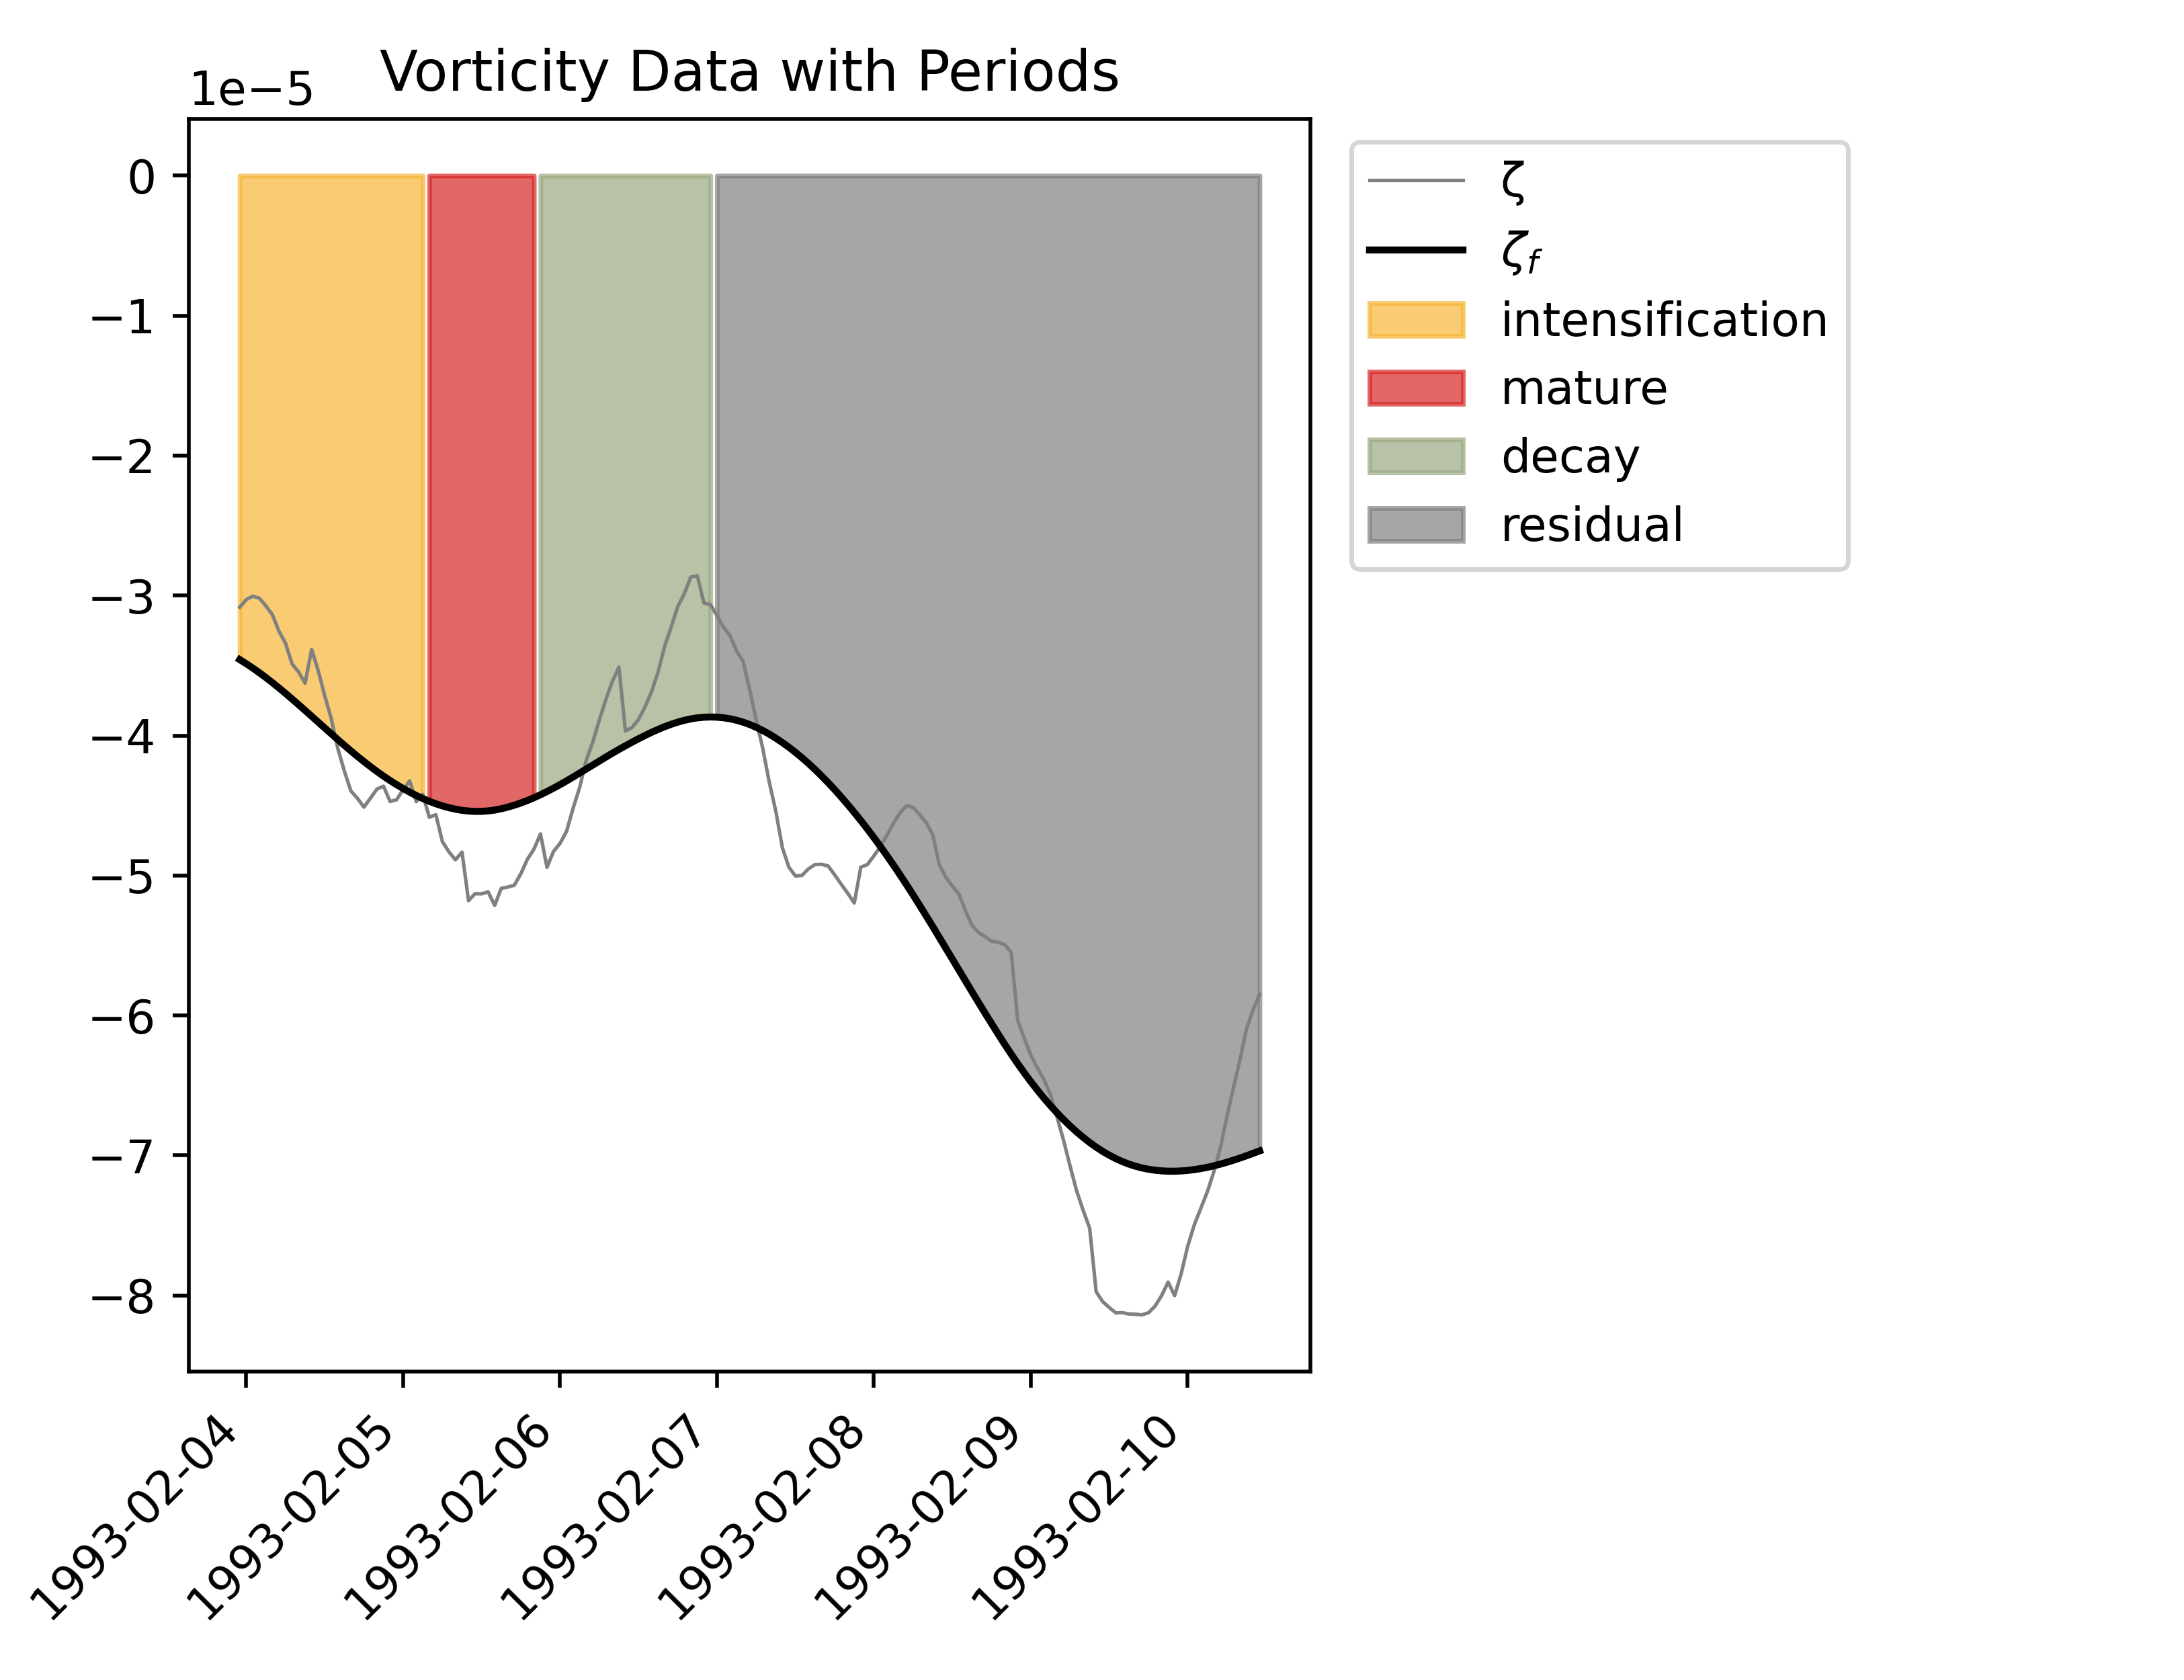 Vorticity Data with Periods
1e−5
0
−1
−2
−3
−4
−5
−6
−7
−8
1993-02-04
1993-02-05
1993-02-06
1993-02-07
1993-02-08
1993-02-09
1993-02-10
ζ
ζf
intensification
mature
decay
residual